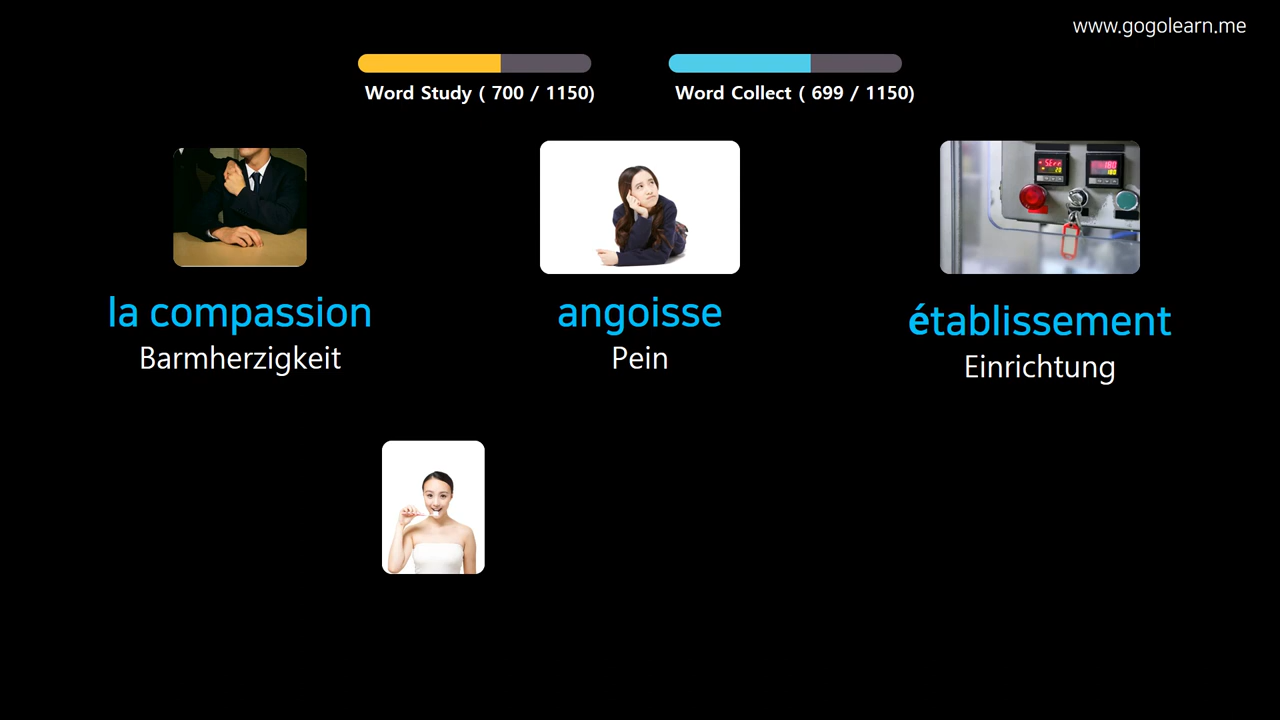 www.gogolearn.me
Word Study ( 700 / 1150)
Word Collect ( 699 / 1150)
la compassion
Barmherzigkeit
angoisse
Pein
établissement
Einrichtung